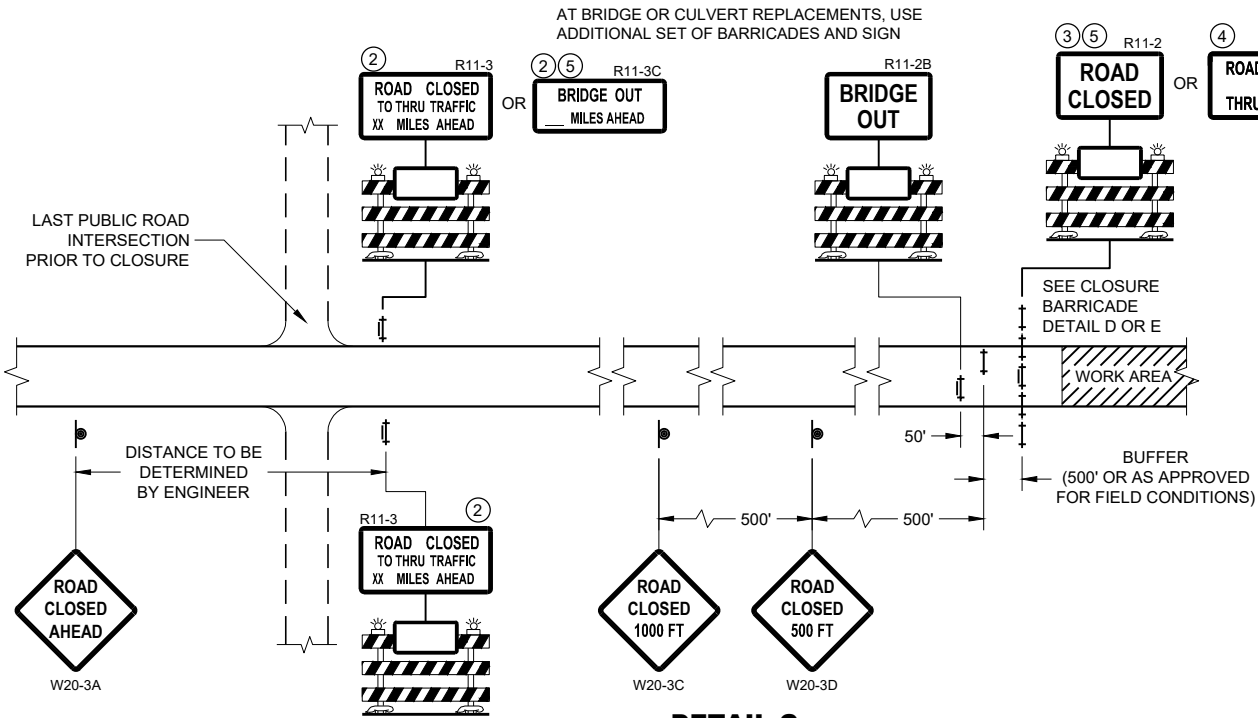 AT BRIDGE OR CULVERT REPLACEMENTS, USE
ADDITIONAL SET OF BARRICADES AND SIGN
2
R11-3
ROAD CLOSED
TO THRU TRAFFIC
XX MILES AHEAD
OR
2 5
R11-3C
BRIDGE OUT
___ MILES AHEAD
R11-2B
BRIDGE
OUT
3 5
R11-2
ROAD
CLOSED
OR
4
ROAD
THRU
LAST PUBLIC ROAD
INTERSECTION
PRIOR TO CLOSURE
SEE CLOSURE
BARRICADE
DETAIL D OR E
WORK AREA
DISTANCE TO BE
DETERMINED
BY ENGINEER
50'
BUFFER
(500' OR AS APPROVED
FOR FIELD CONDITIONS)
500'
500'
R11-3
2
ROAD CLOSED
TO THRU TRAFFIC
XX MILES AHEAD
ROAD
CLOSED
AHEAD
W20-3A
ROAD
CLOSED
1000 FT
W20-3C
ROAD
CLOSED
500 FT
W20-3D